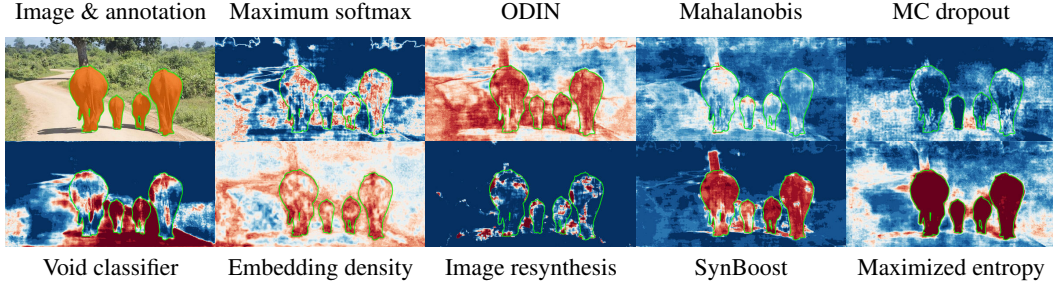 Image & annotation Maximum softmax ODIN Mahalanobis MC dropout
Void classifier Embedding density Image resynthesis SynBoost Maximized entropy